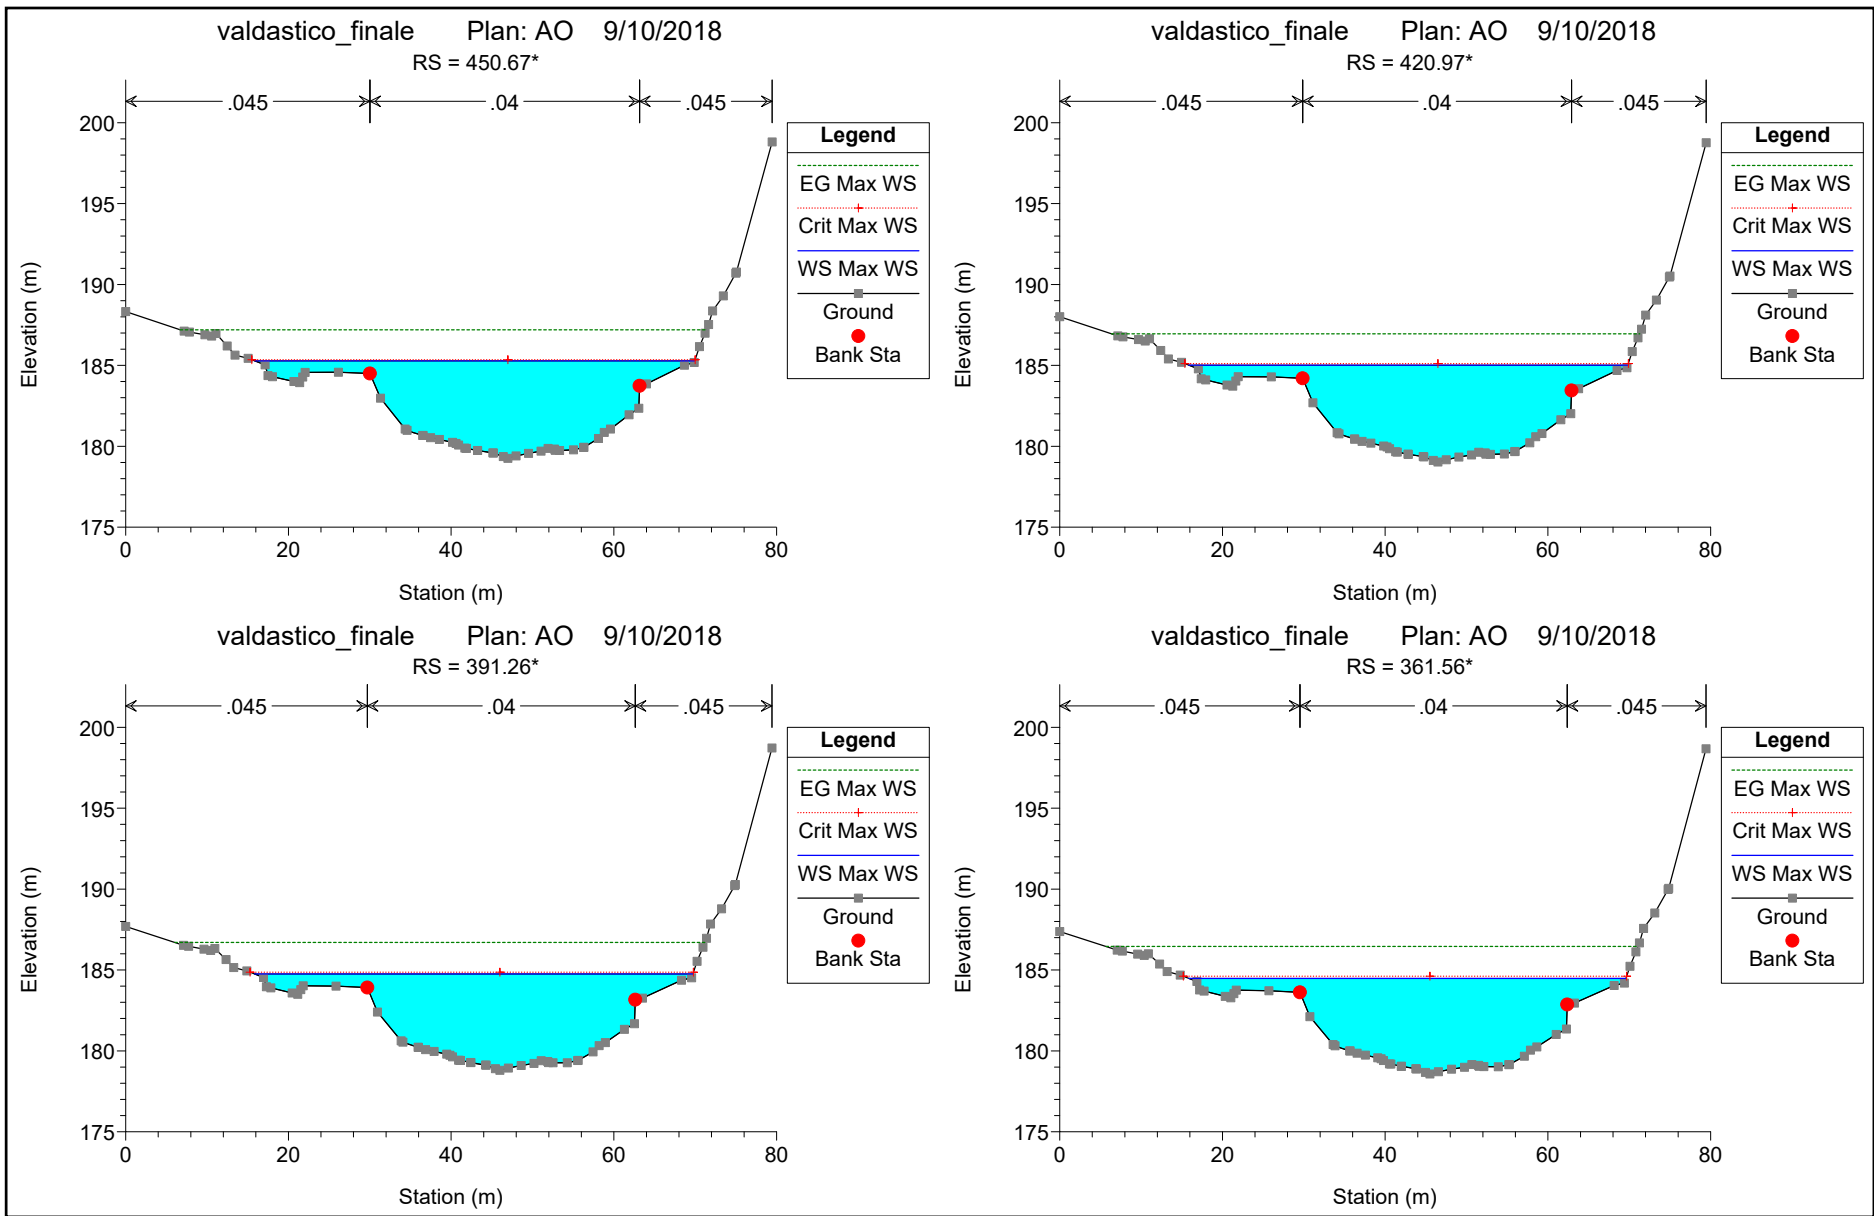 valdastico_finale Plan: AO 9/10/2018
RS = 450.67*
.045 .04 .045
200
195
190
185
180
175
0 20 40 60 80
Elevation (m)
Station (m)
Legend
EG Max WS
Crit Max WS
WS Max WS
Ground
Bank Sta
valdastico_finale Plan: AO 9/10/2018
RS = 420.97*
.045 .04 .045
200
195
190
185
180
175
0 20 40 60 80
Elevation (m)
Station (m)
Legend
EG Max WS
Crit Max WS
WS Max WS
Ground
Bank Sta
valdastico_finale Plan: AO 9/10/2018
RS = 391.26*
.045 .04 .045
200
195
190
185
180
175
0 20 40 60 80
Elevation (m)
Station (m)
Legend
EG Max WS
Crit Max WS
WS Max WS
Ground
Bank Sta
valdastico_finale Plan: AO 9/10/2018
RS = 361.56*
.045 .04 .045
200
195
190
185
180
175
0 20 40 60 80
Elevation (m)
Station (m)
Legend
EG Max WS
Crit Max WS
WS Max WS
Ground
Bank Sta